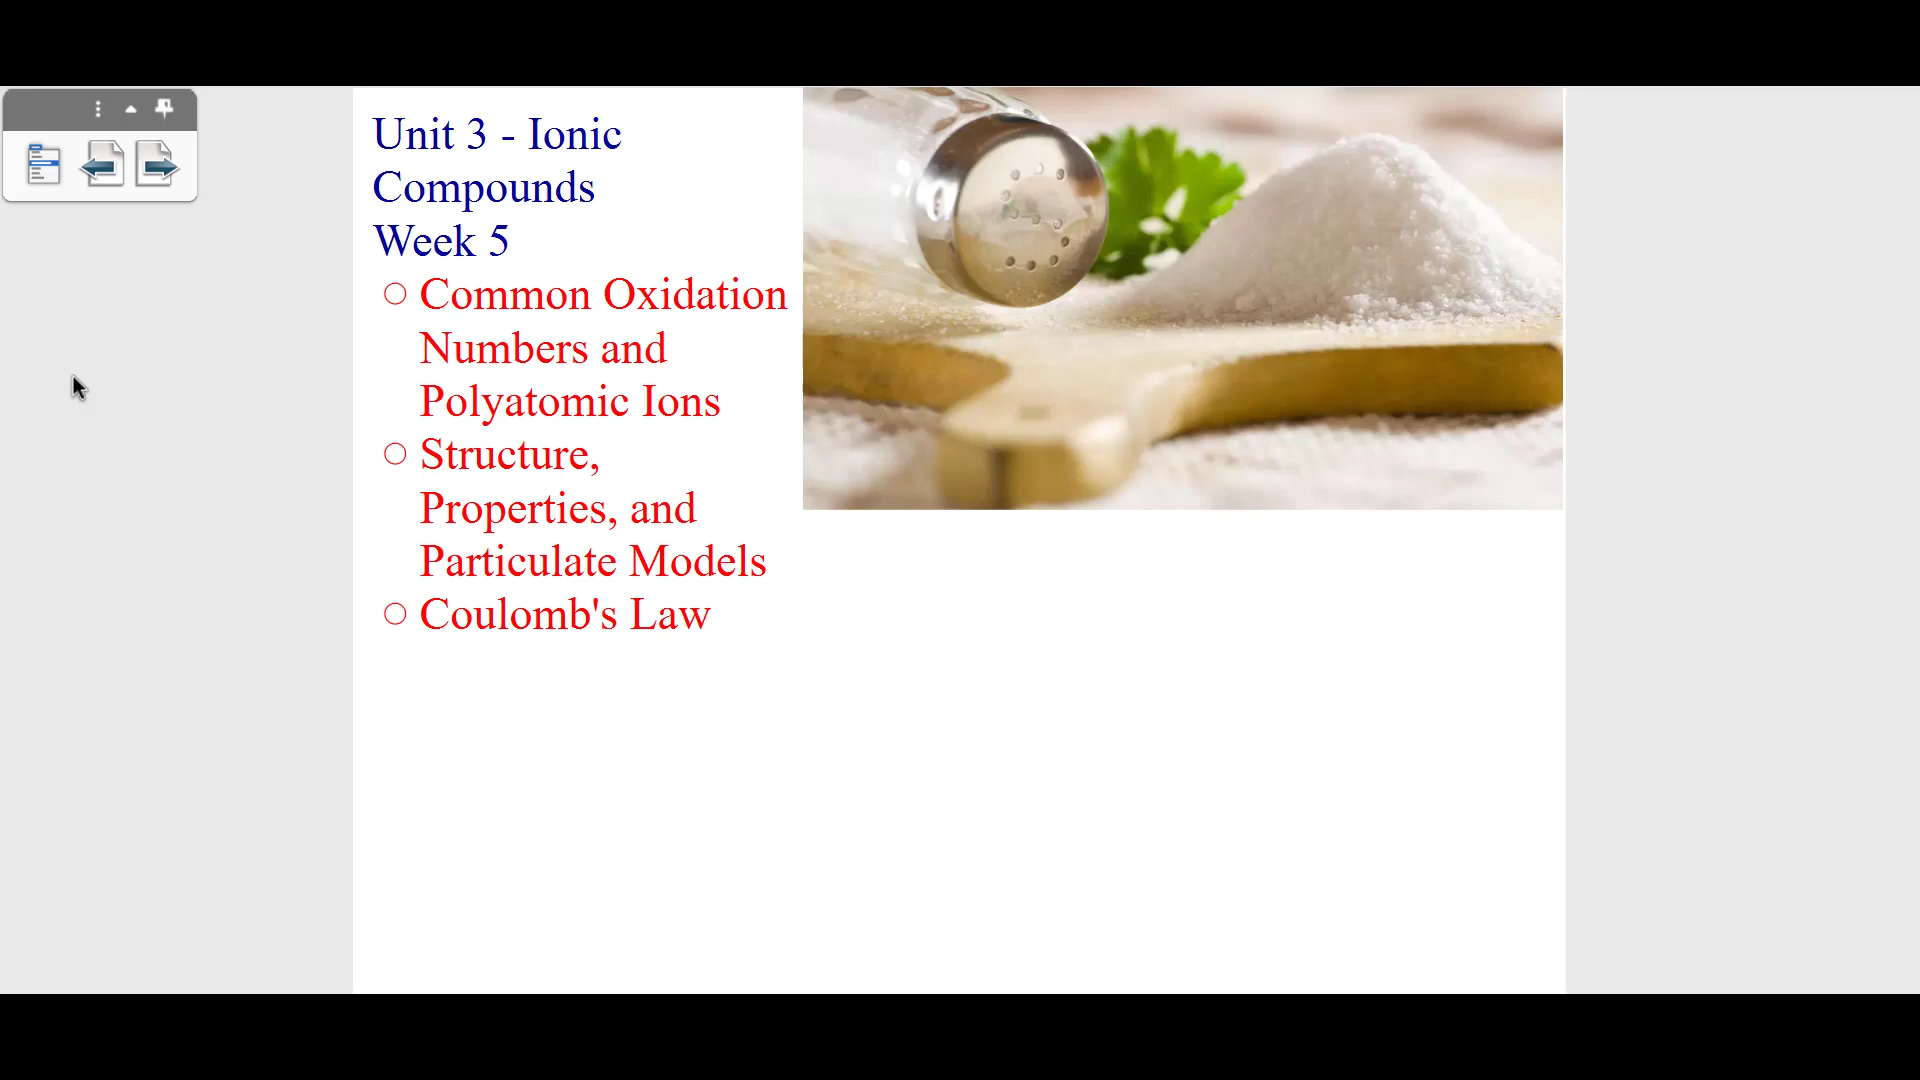 Unit 3 - Ionic
Compounds
Week 5
Common Oxidation
Numbers and
Polyatomic Ions
Structure,
Properties, and
Particulate Models
Coulomb's Law